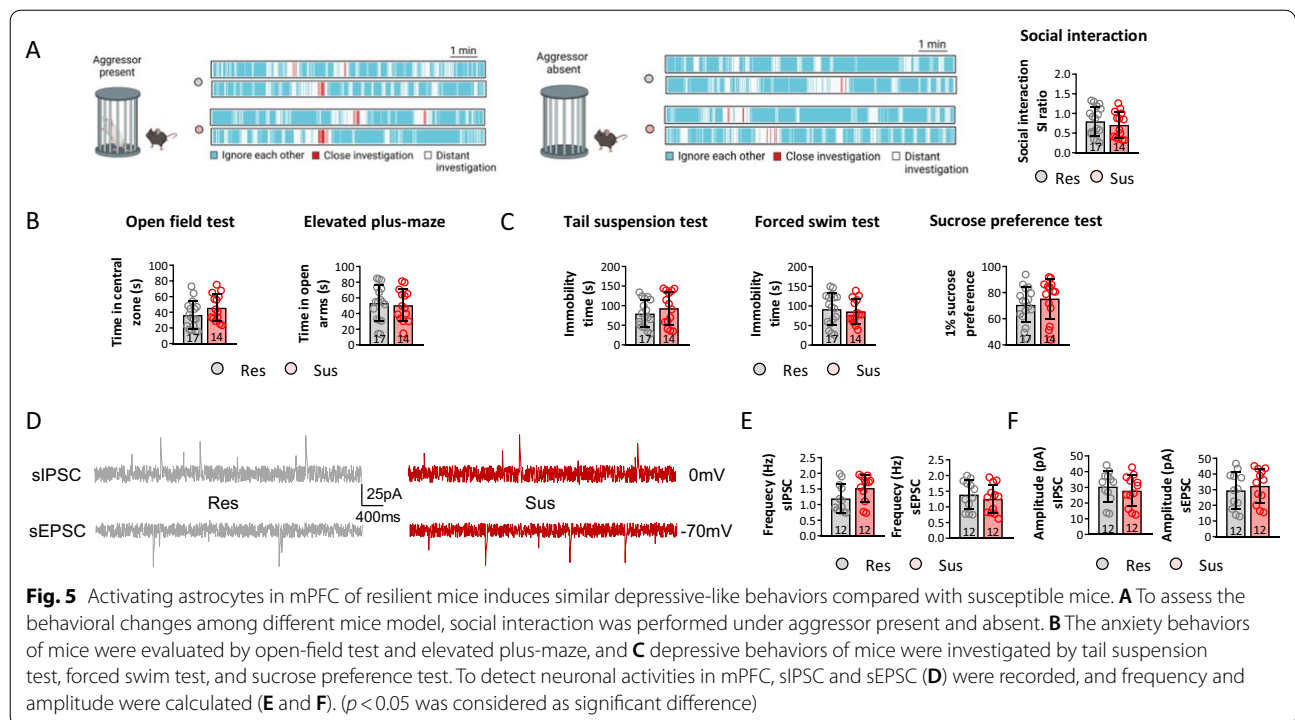 A
Aggressor
present
1 min
Ignore each other Close investigation Distant
investigation
Aggressor
absent
1 min
Ignore each other Close investigation Distant
investigation
Social interaction
Social interaction
SI ratio
2.0
1.5
1.0
0.5
0.0
17 14
Res Sus
B
Open field test
Time in central
zone (s)
100
80
60
40
20
0
17 14
Elevated plus-maze
Time in open
arms (s)
100
80
60
40
20
0
17 14
Res Sus
C
Tail suspension test
Immobility
time (s)
200
150
100
50
0
17 14
Forced swim test
Immobility
time (s)
200
150
100
50
0
17 14
Sucrose preference test
1% sucrose
preference
100
80
60
40
17 14
Res Sus
D
sIPSC
0mV
Res
25pA
400ms
Sus
sEPSC
-70mV
E
Frequecy (Hz)
sIPSC
2.5
2.0
1.5
1.0
0.5
0.0
12 12
Frequecy (Hz)
sEPSC
2.5
2.0
1.5
1.0
0.5
0.0
12 12
Res Sus
F
Amplitude (pA)
sIPSC
50
40
30
20
10
0
12 12
Amplitude (pA)
sEPSC
50
40
30
20
10
0
12 12
Res Sus
Fig. 5 Activating astrocytes in mPFC of resilient mice induces similar depressive-like behaviors compared with susceptible mice. A To assess the
behavioral changes among different mice model, social interaction was performed under aggressor present and absent. B The anxiety behaviors
of mice were evaluated by open-field test and elevated plus-maze, and C depressive behaviors of mice were investigated by tail suspension
test, forced swim test, and sucrose preference test. To detect neuronal activities in mPFC, sIPSC and sEPSC (D) were recorded, and frequency and
amplitude were calculated (E and F). (p < 0.05 was considered as significant difference)